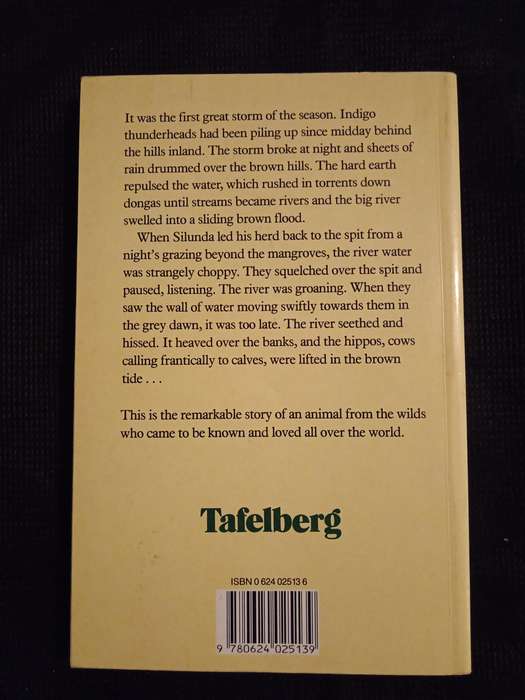 It was the first great storm of the season. Indigo
thunderheads had been piling up since midday behind
the hills inland. The storm broke at night and sheets of
rain drummed over the brown hills. The hard earth
repulsed the water, which rushed in torrents down
dongas until streams became rivers and the big river
swelled into a sliding brown flood.
When Silunda led his herd back to the spit from a
night's grazing beyond the mangroves, the river water
was strangely choppy. They squelched over the spit and
paused, listening. The river was groaning. When they
saw the wall of water moving swiftly towards them in
the grey dawn, it was too late. The river seethed and
hissed. It heaved over the banks, and the hippos, cows
calling frantically to calves, were lifted in the brown
tide . . .
This is the remarkable story of an animal from the wilds
who came to be known and loved all over the world.
Tafelberg
ISBN 0 624 02513 6
9 780624 025139